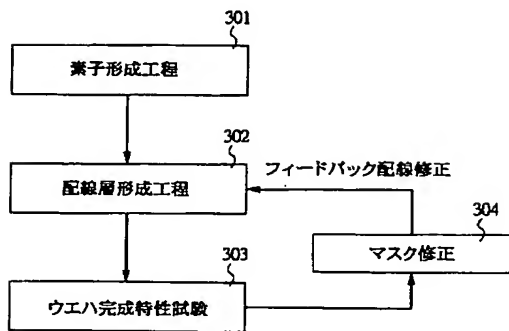 301
素子形成工程
302
配線層形成工程
フィードバック配線修正
304
マスク修正
303
ウエハ完成特性試験